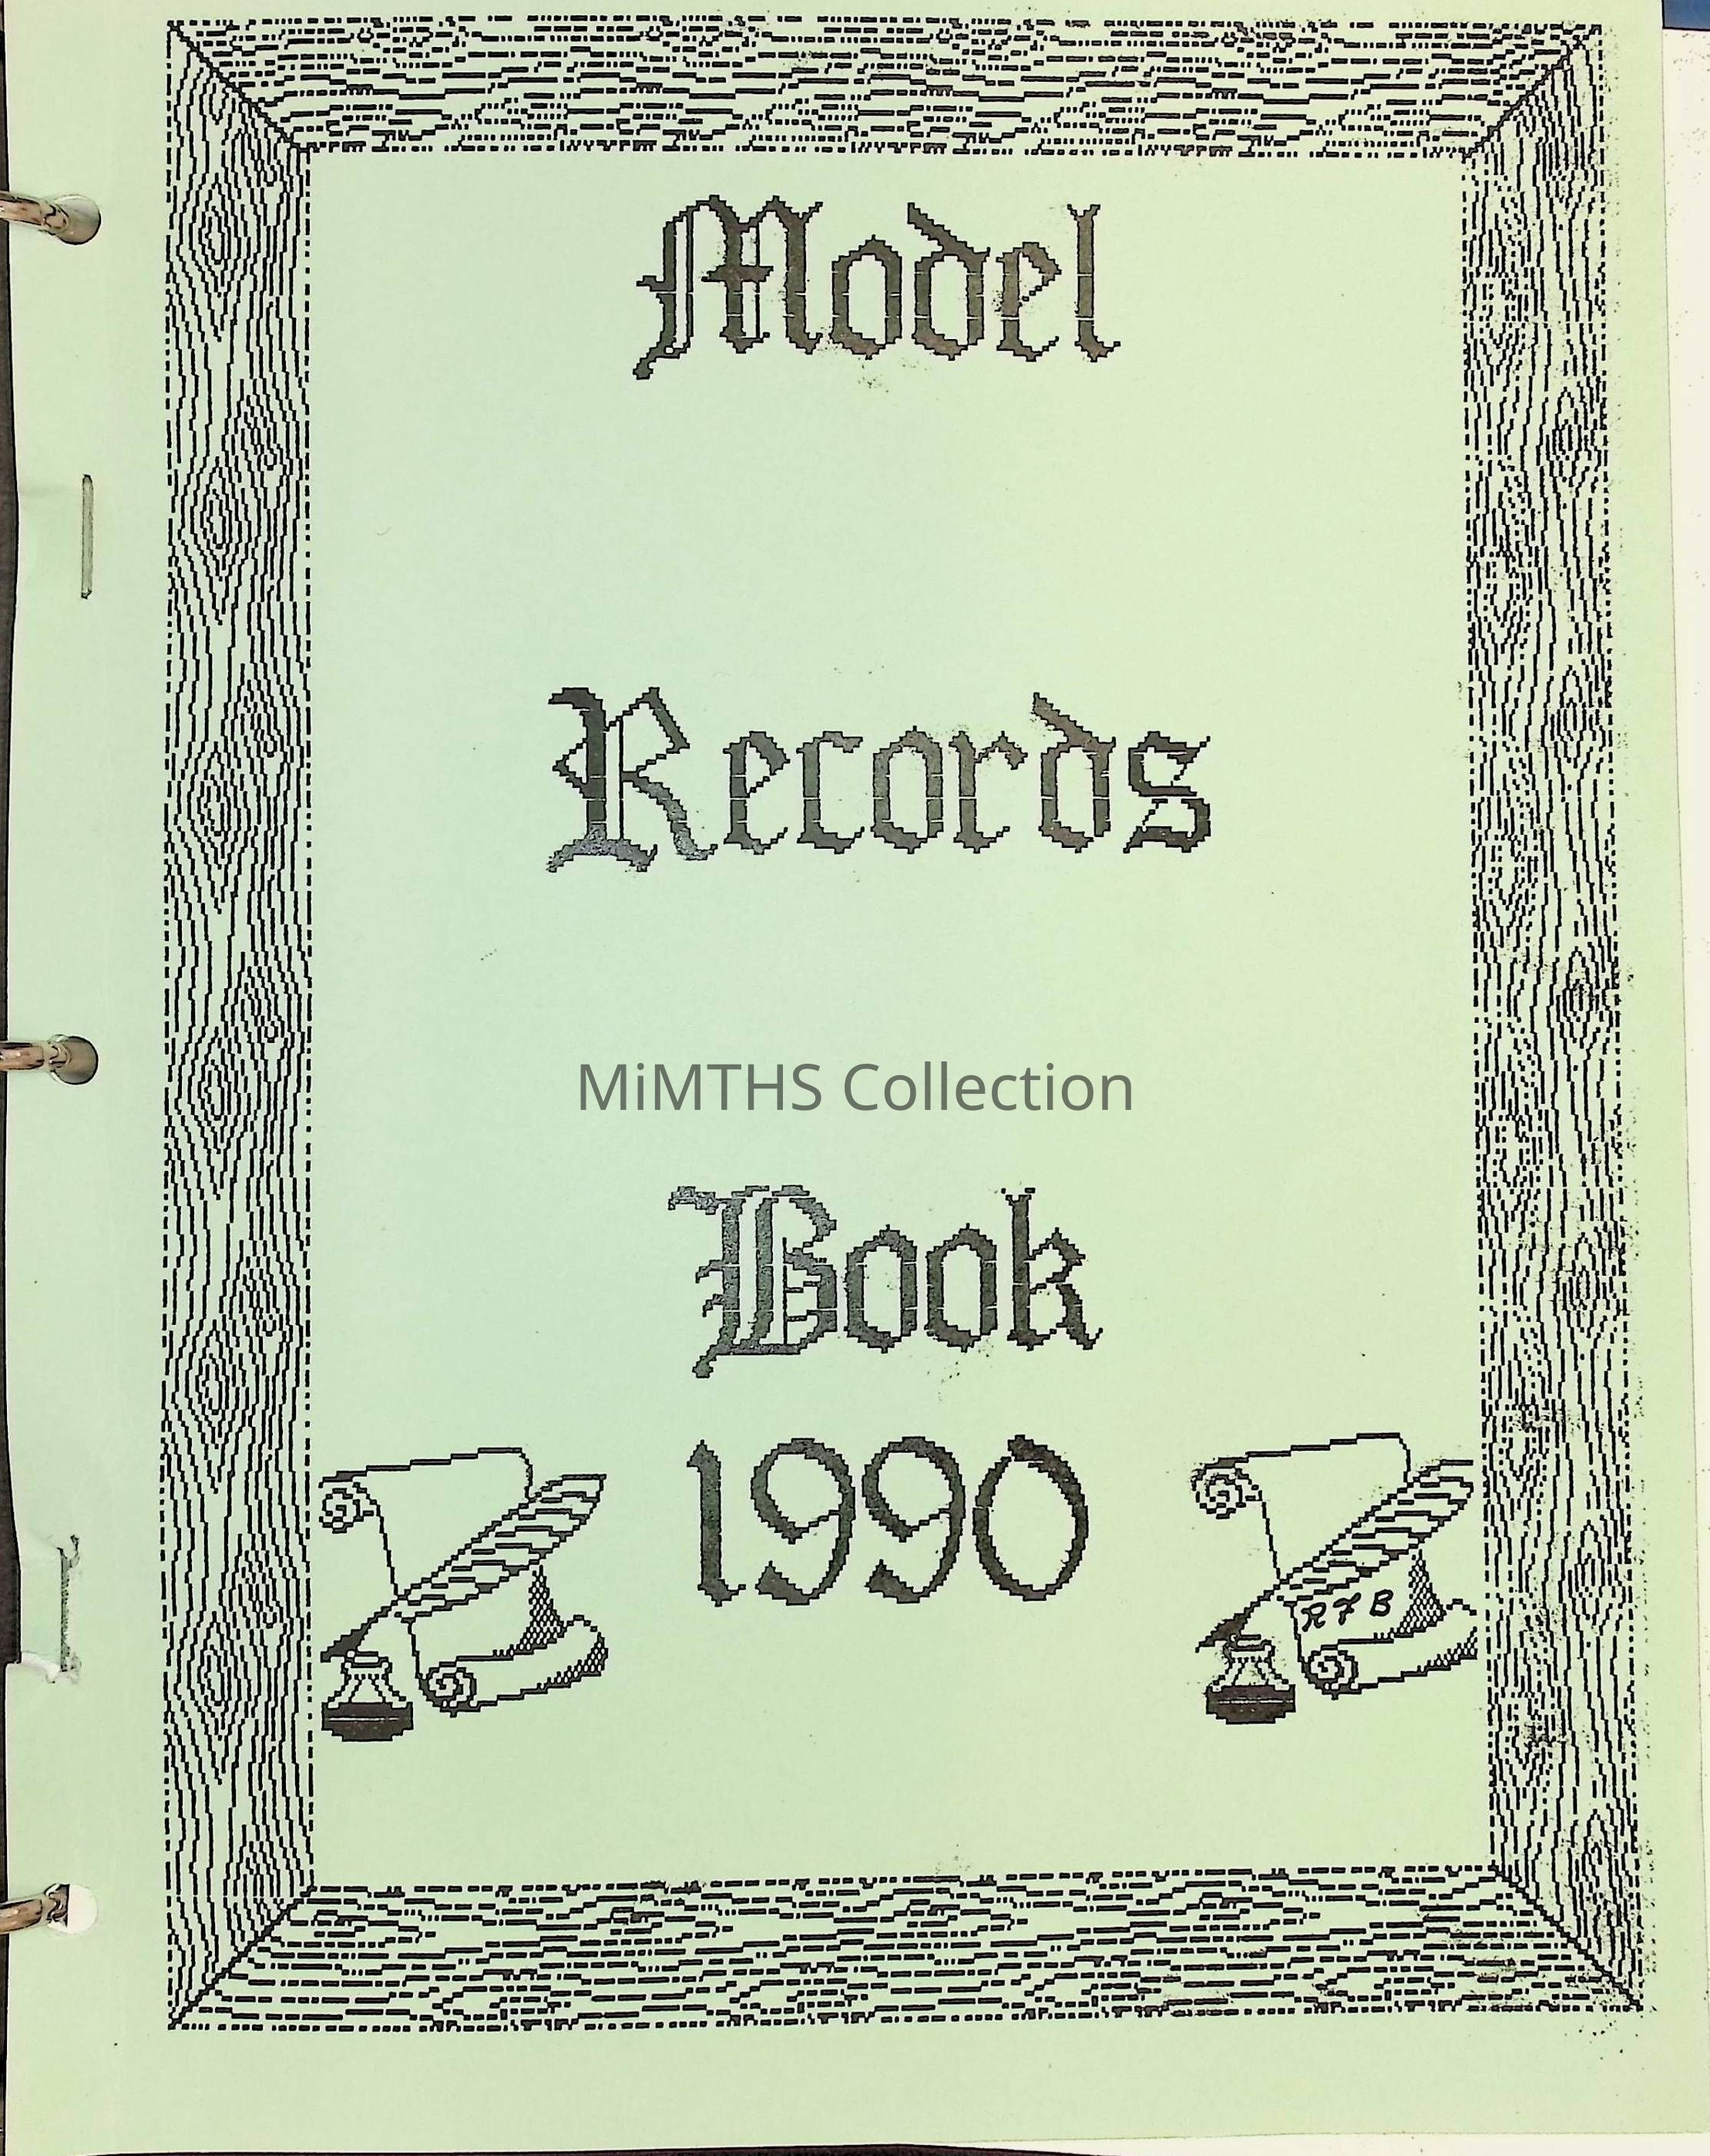 Model
Records
MiMTHS Collection
Book
1990
RFB